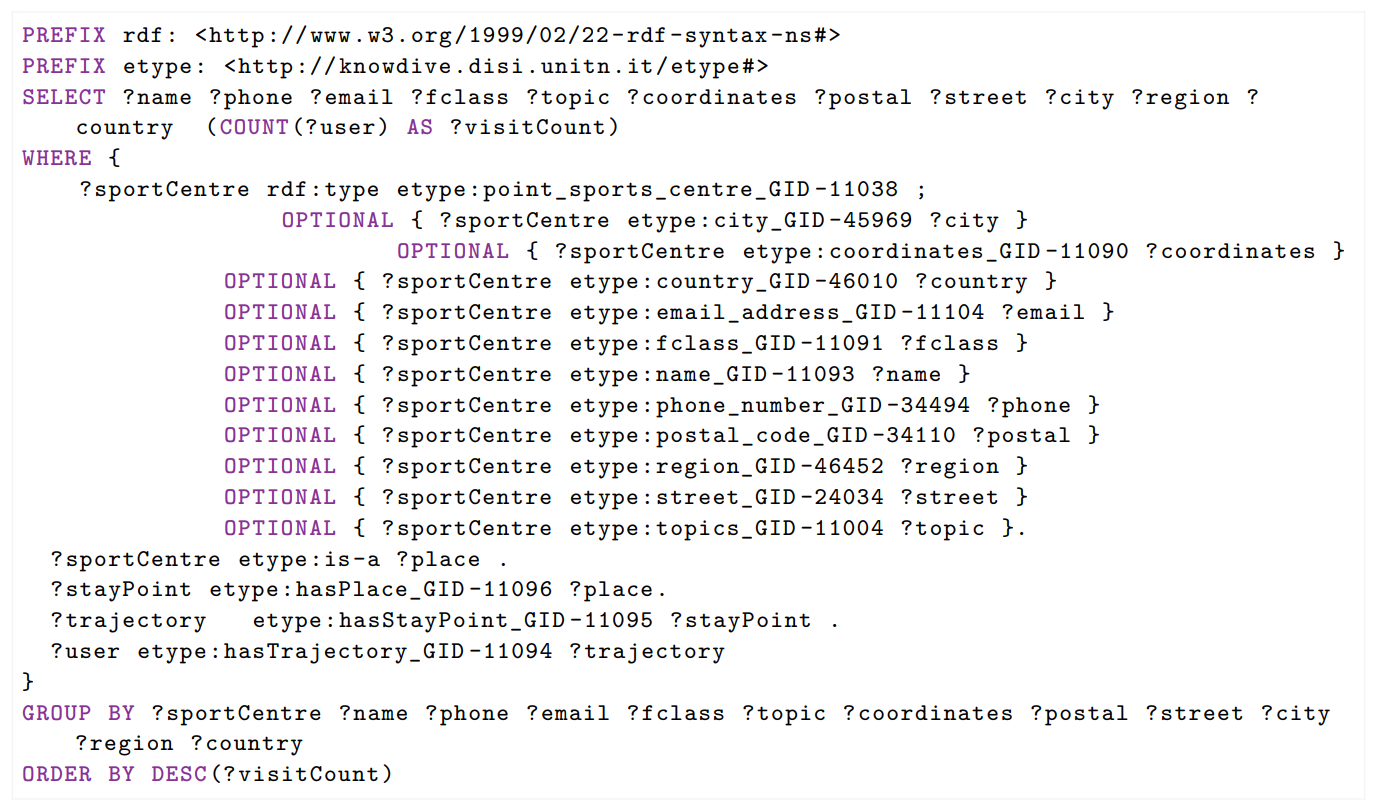 PREFIX rdf: <http://www.w3.org/1999/02/22-rdf-syntax-ns#>
PREFIX etype: <http://knowdive.disi.unitn.it/etype#>
SELECT ?name ?phone ?email ?fclass ?topic ?coordinates ?postal ?street ?city ?region ?
country (COUNT(?user) AS ?visitCount)
WHERE {
?sportCentre rdf:type etype:point_sports_centre_GID-11038 ;
OPTIONAL { ?sportCentre etype:city_GID-45969 ?city }
OPTIONAL { ?sportCentre etype:coordinates_GID-11090 ?coordinates }
OPTIONAL { ?sportCentre etype:country_GID-46010 ?country }
OPTIONAL { ?sportCentre etype:email_address_GID-11104 ?email }
OPTIONAL { ?sportCentre etype:fclass_GID-11091 ?fclass }
OPTIONAL { ?sportCentre etype:name_GID-11093 ?name }
OPTIONAL { ?sportCentre etype:phone_number_GID-34494 ?phone }
OPTIONAL { ?sportCentre etype:postal_code_GID-34110 ?postal }
OPTIONAL { ?sportCentre etype:region_GID-46452 ?region }
OPTIONAL { ?sportCentre etype:street_GID-24034 ?street }
OPTIONAL { ?sportCentre etype:topics_GID-11004 ?topic }.
?sportCentre etype:is-a ?place .
?stayPoint etype:hasPlace_GID-11096 ?place.
?trajectory etype:hasStayPoint_GID-11095 ?stayPoint .
?user etype:hasTrajectory_GID-11094 ?trajectory
}
GROUP BY ?sportCentre ?name ?phone ?email ?fclass ?topic ?coordinates ?postal ?street ?city
?region ?country
ORDER BY DESC(?visitCount)